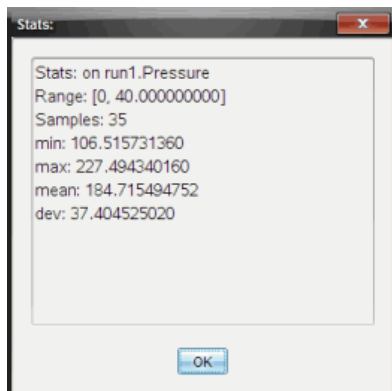 Stats:
Stats: on run1.Pressure
Range: [0, 40.000000000]
Samples: 35
min: 106.515731360
max: 227.494340160
mean: 184.715494752
dev: 37.404525020
OK